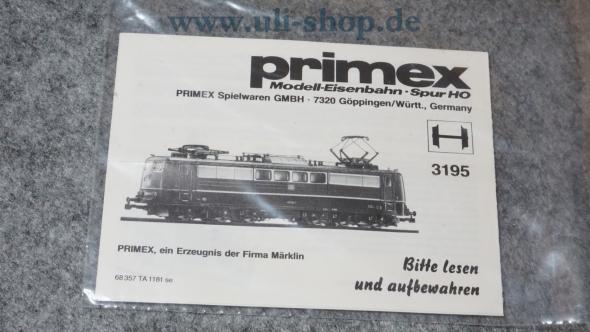 www.uli-shop.de
primex
Modell-Eisenbahn · Spur HO
PRIMEX Spielwaren GMBH · 7320 Göppingen/Württ., Germany
3195
PRIMEX, ein Erzeugnis der Firma Märklin
Bitte lesen
und aufbewahren
68 357 TA 1181 se